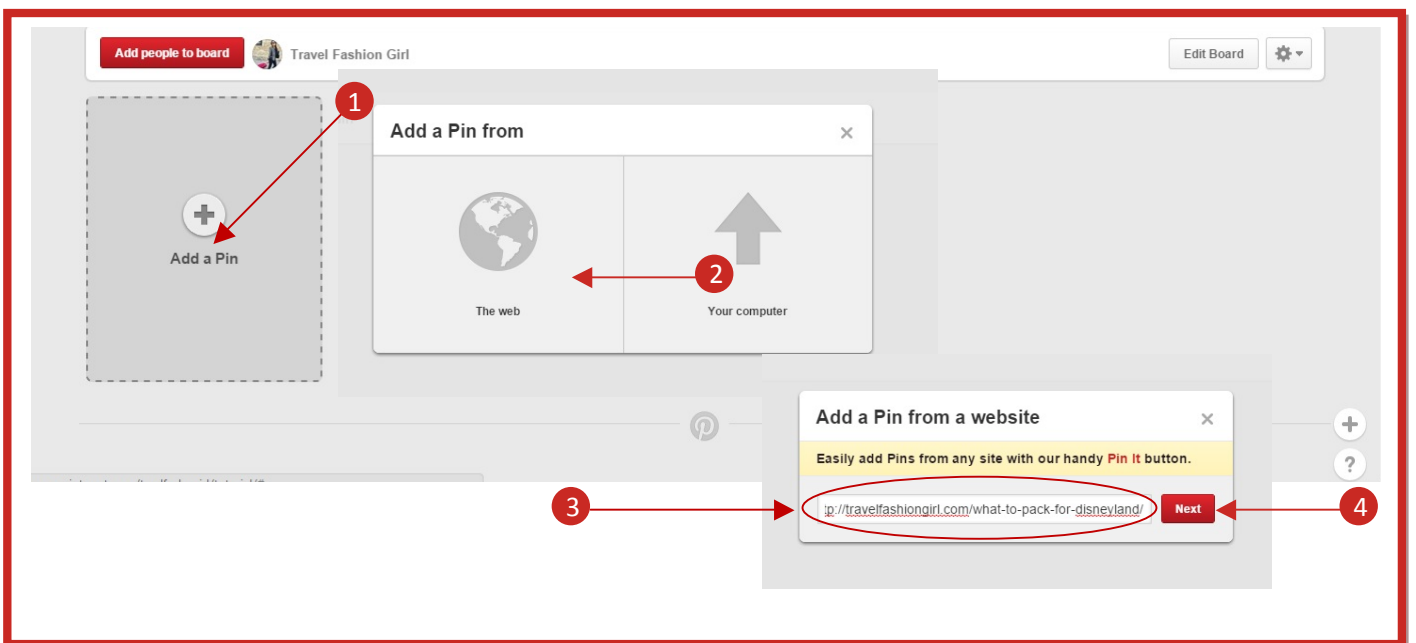 Add people to board
Travel Fashion Girl
Edit Board
1
Add a Pin from
×
Add a Pin
2
The web
Your computer
Add a Pin from a website
×
Easily add Pins from any site with our handy Pin It button.
?
3
tp://travelfashiongirl.com/what-to-pack-for-disneyland/
Next
4